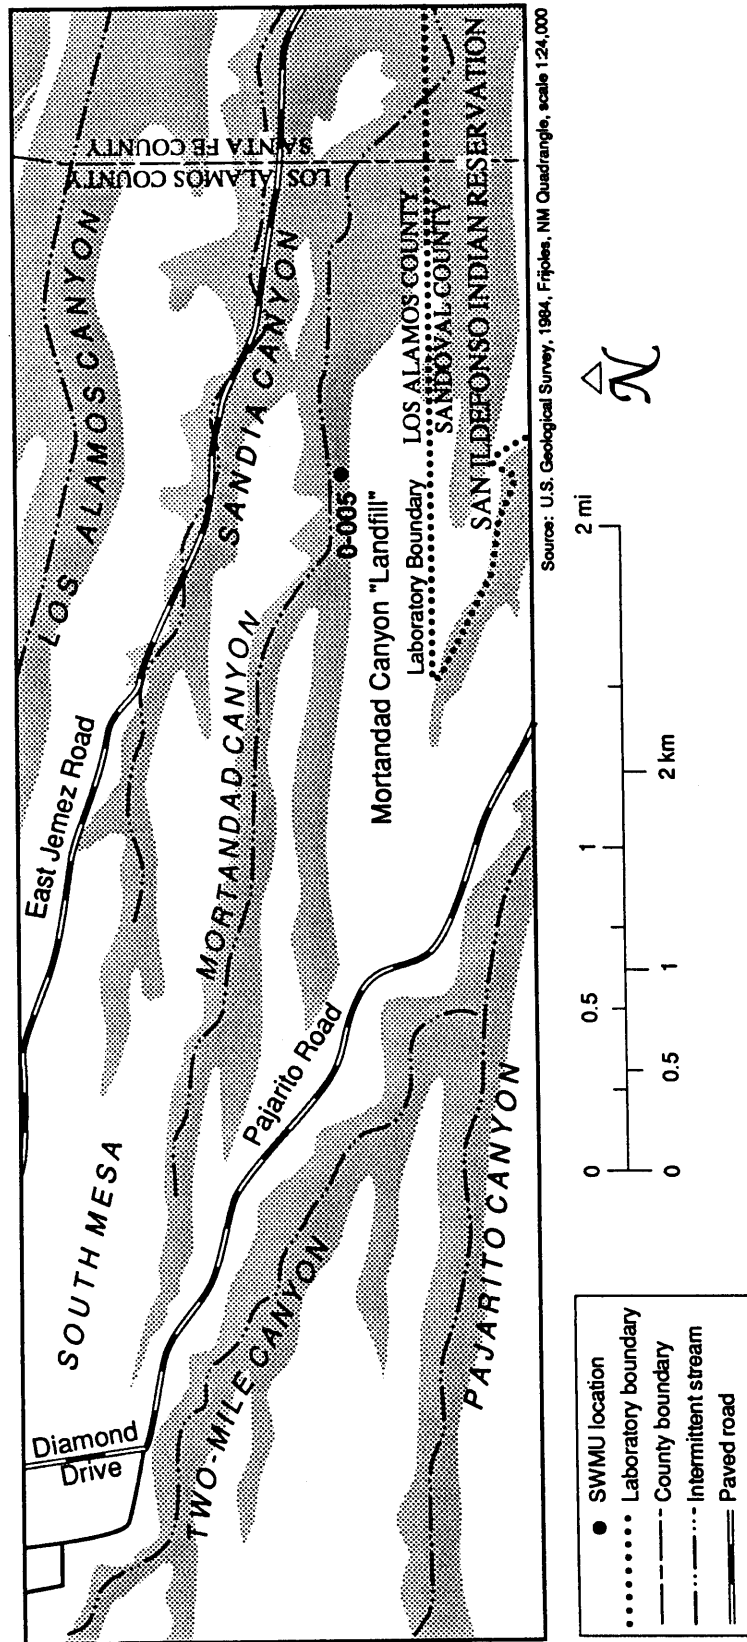 LOS ALAMOS CANYON
SANTA FE COUNTY
LOS ALAMOS COUNTY
East Jemez Road
SANDIA CANYON
SOUTH MESA
MORTANDAD CANYON
0-005
Mortandad Canyon "Landfill"
Laboratory Boundary
LOS ALAMOS COUNTY
SANDOVAL COUNTY
SAN ILDEFONSO INDIAN RESERVATION
Diamond
Drive
Pajarito Road
TWO-MILE CANYON
PAJARITO CANYON
Source: U.S. Geological Survey, 1984, Frijoles, NM Quadrangle, scale 1:24,000
SWMU location
Laboratory boundary
County boundary
Intermittent stream
Paved road
0 0.5 1 2 mi
0 0.5 1 2 km
N